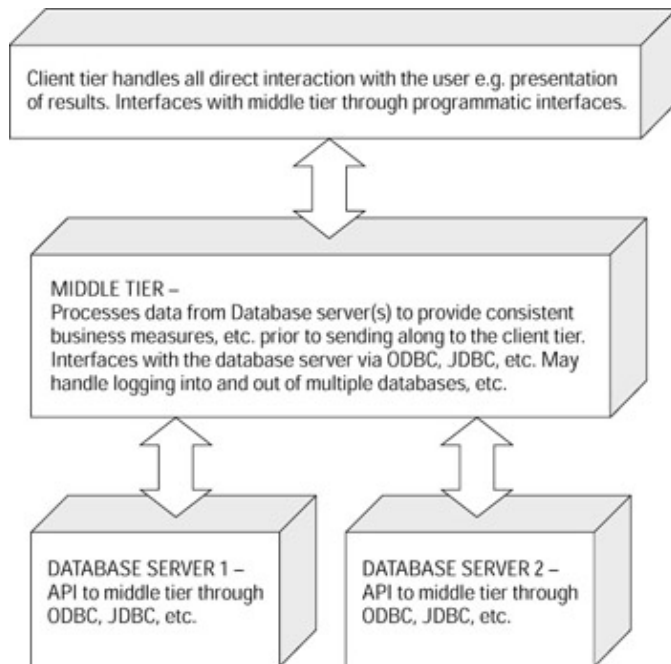 Client tier handles all direct interaction with the user e.g. presentation
of results. Interfaces with middle tier through programmatic interfaces.
MIDDLE TIER –
Processes data from Database server(s) to provide consistent
business measures, etc. prior to sending along to the client tier.
Interfaces with the database server via ODBC, JDBC, etc. May
handle logging into and out of multiple databases, etc.
DATABASE SERVER 1 –
API to middle tier through
ODBC, JDBC, etc.
DATABASE SERVER 2 –
API to middle tier through
ODBC, JDBC, etc.